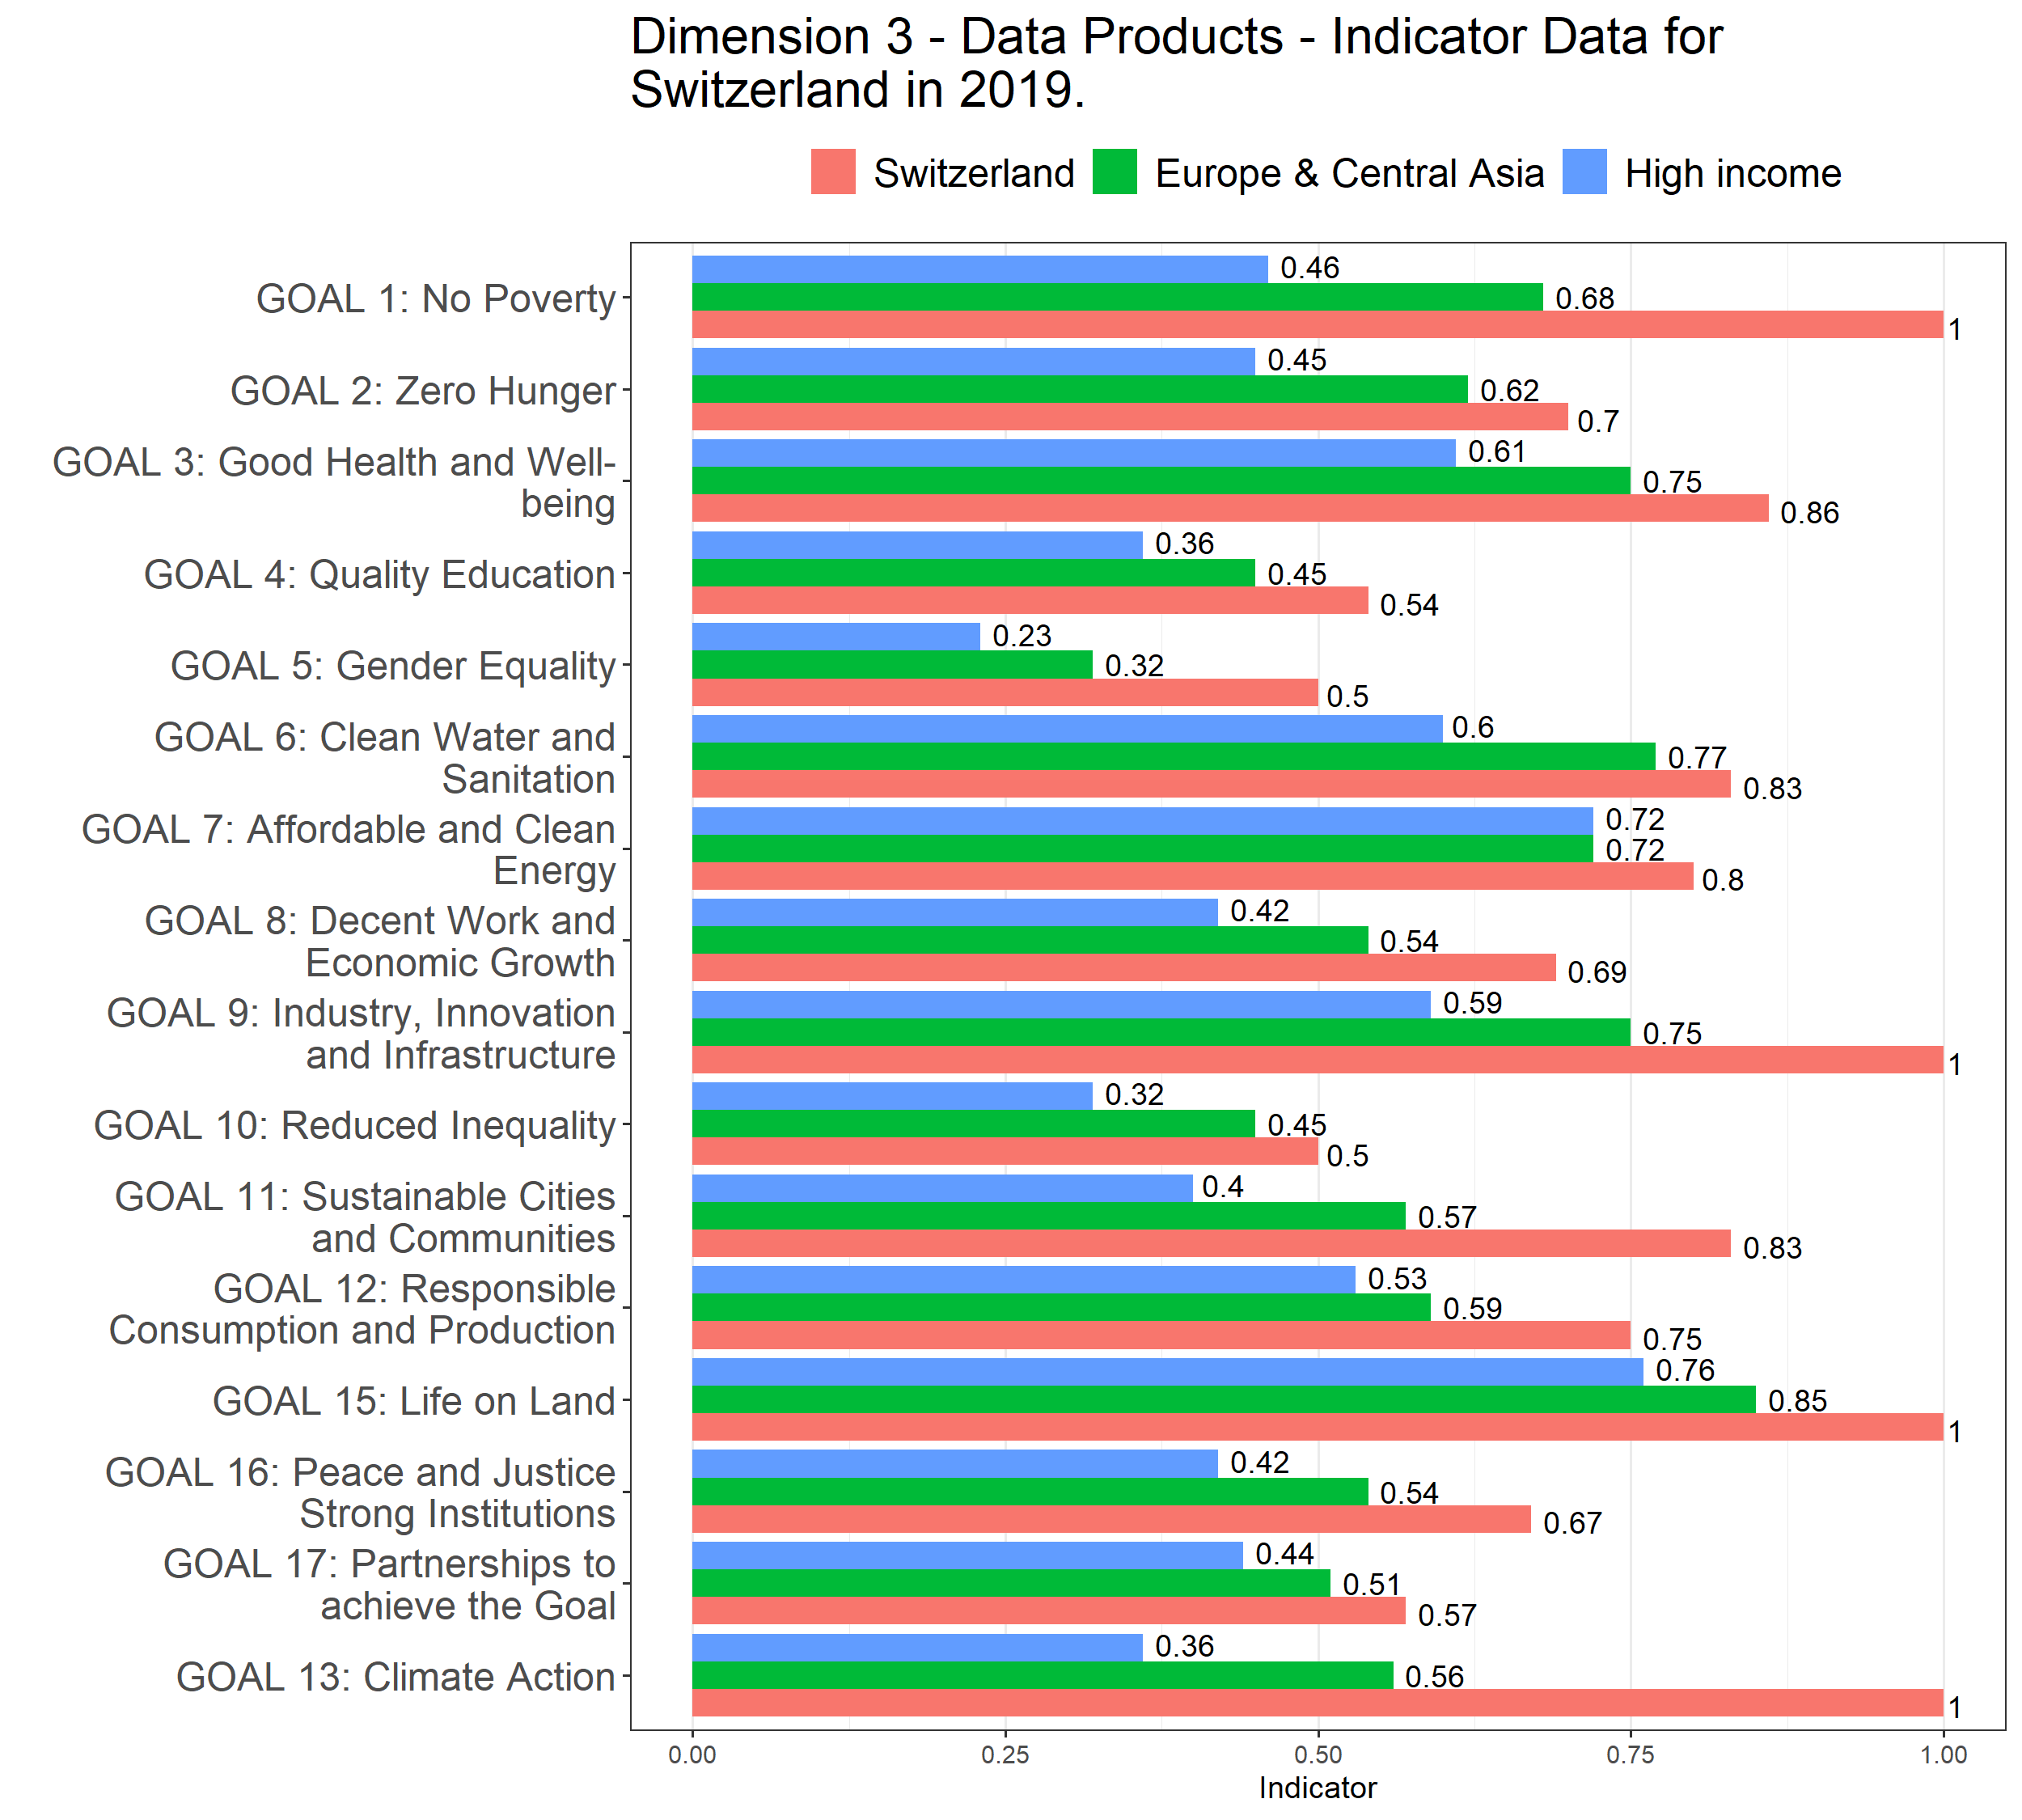 Dimension 3 - Data Products - Indicator Data for
Switzerland in 2019.
Switzerland
Europe & Central Asia
High income
GOAL 1: No Poverty
0.46
0.68
1
GOAL 2: Zero Hunger
0.45
0.62
0.7
GOAL 3: Good Health and Well-
being
0.61
0.75
0.86
GOAL 4: Quality Education
0.36
0.45
0.54
GOAL 5: Gender Equality
0.23
0.32
0.5
GOAL 6: Clean Water and
Sanitation
0.6
0.77
0.83
GOAL 7: Affordable and Clean
Energy
0.72
0.72
0.8
GOAL 8: Decent Work and
Economic Growth
0.42
0.54
0.69
GOAL 9: Industry, Innovation
and Infrastructure
0.59
0.75
1
GOAL 10: Reduced Inequality
0.32
0.45
0.5
GOAL 11: Sustainable Cities
and Communities
0.4
0.57
0.83
GOAL 12: Responsible
Consumption and Production
0.53
0.59
0.75
GOAL 15: Life on Land
0.76
0.85
1
GOAL 16: Peace and Justice
Strong Institutions
0.42
0.54
0.67
GOAL 17: Partnerships to
achieve the Goal
0.44
0.51
0.57
GOAL 13: Climate Action
0.36
0.56
1
0.00
0.25
0.50
0.75
1.00
Indicator